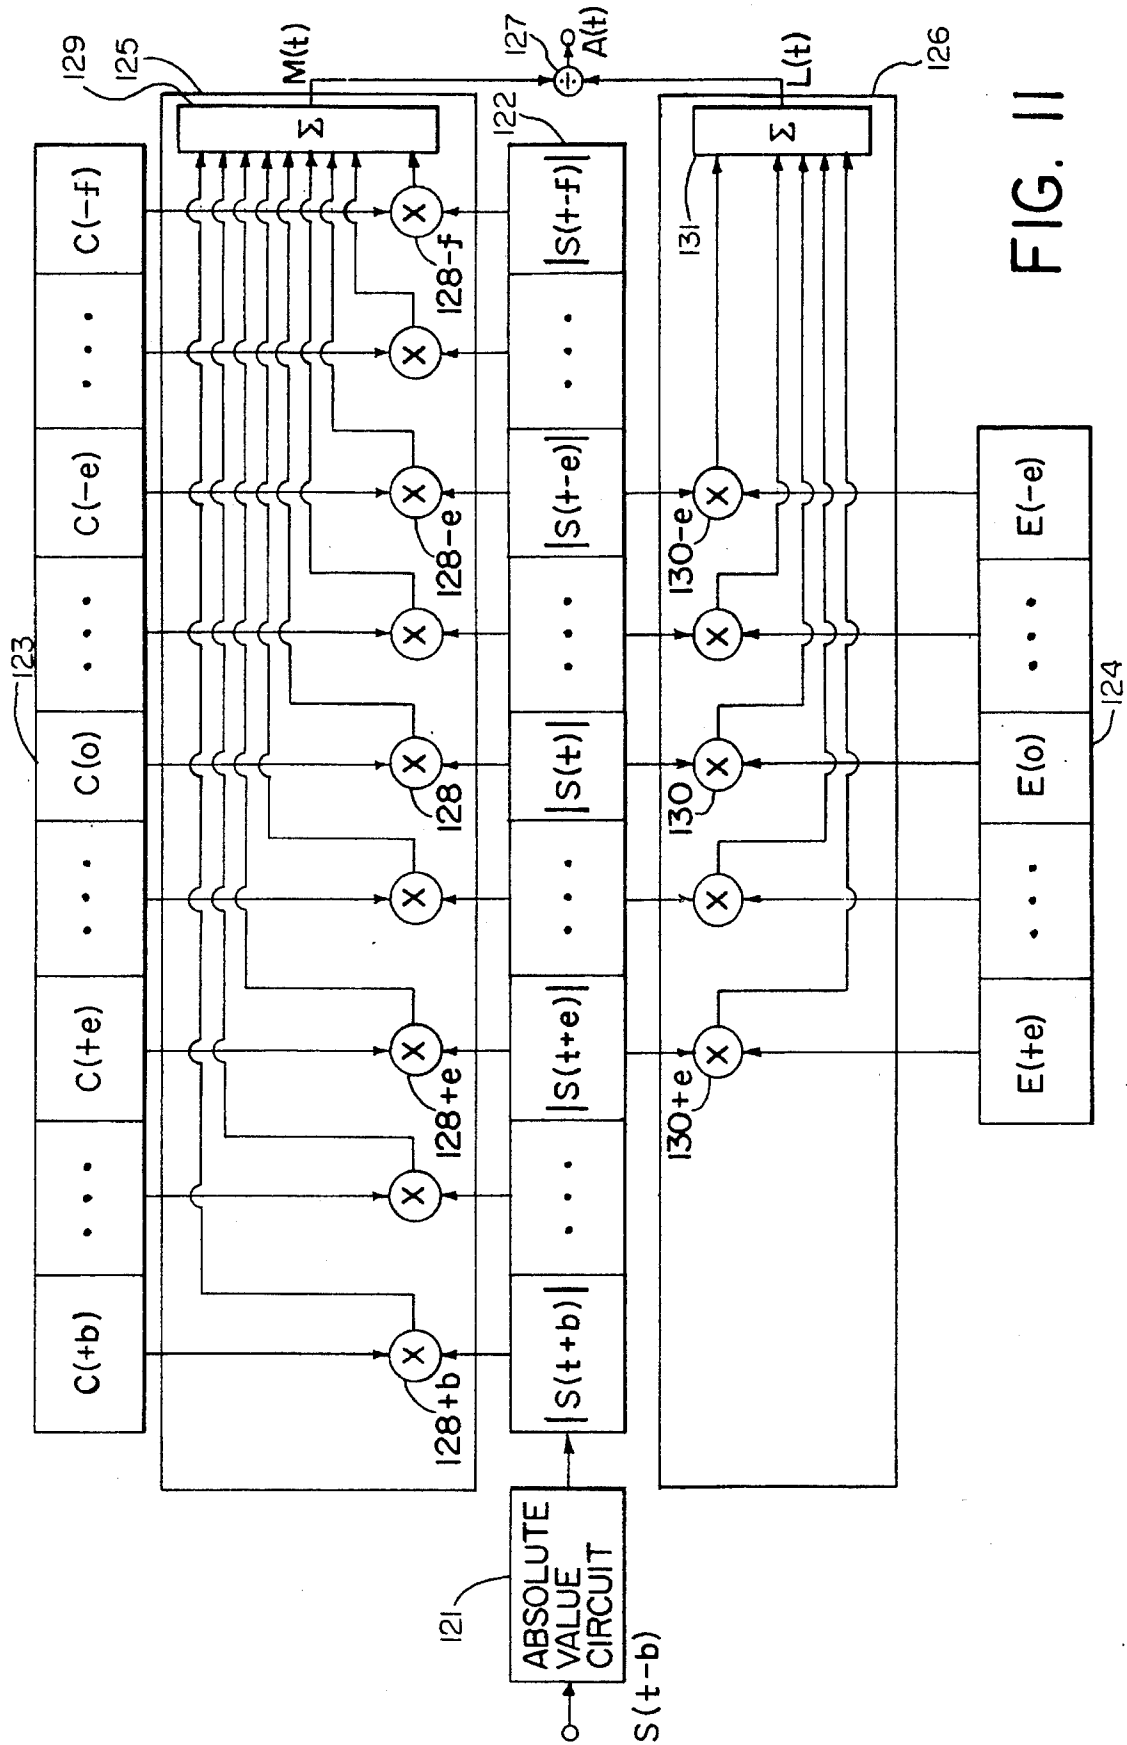 123
C(+b)
• • •
C(+e)
• • •
C(o)
• • •
C(-e)
• • •
C(-f)
129
125
Σ
M(t)
X
X
X
X
X
X
X
X
X
128+b
128+e
128
128-e
128-f
121
ABSOLUTE
VALUE
CIRCUIT
S(t-b)
|S(t+b)|
• • •
|S(t+e)|
• • •
|S(t)|
• • •
|S(t-e)|
• • •
|S(t-f)|
122
÷
127
A(t)
130+e
130
130-e
X
X
X
X
X
131
Σ
L(t)
126
E(+e)
• • •
E(o)
• • •
E(-e)
124
FIG. 11